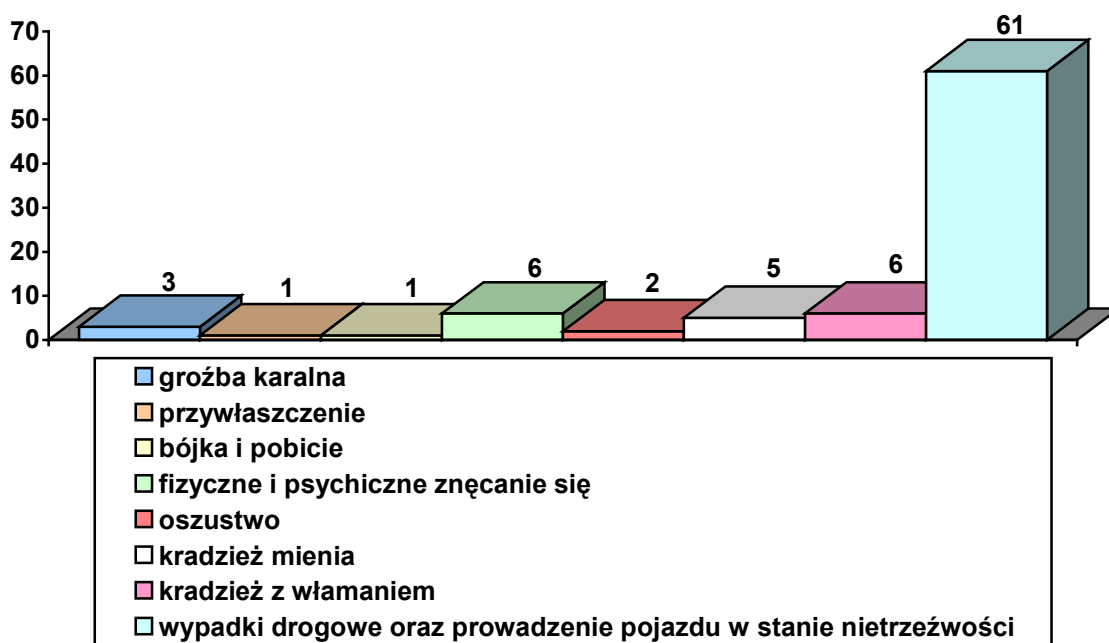 70
61
60
50
40
30
20
10
3
1
1
6
2
5
6
0
groźba karalna
przywłaszczenie
bójka i pobicie
fizyczne i psychiczne znęcanie się
oszustwo
kradzież mienia
kradzież z włamaniem
wypadki drogowe oraz prowadzenie pojazdu w stanie nietrzeźwości